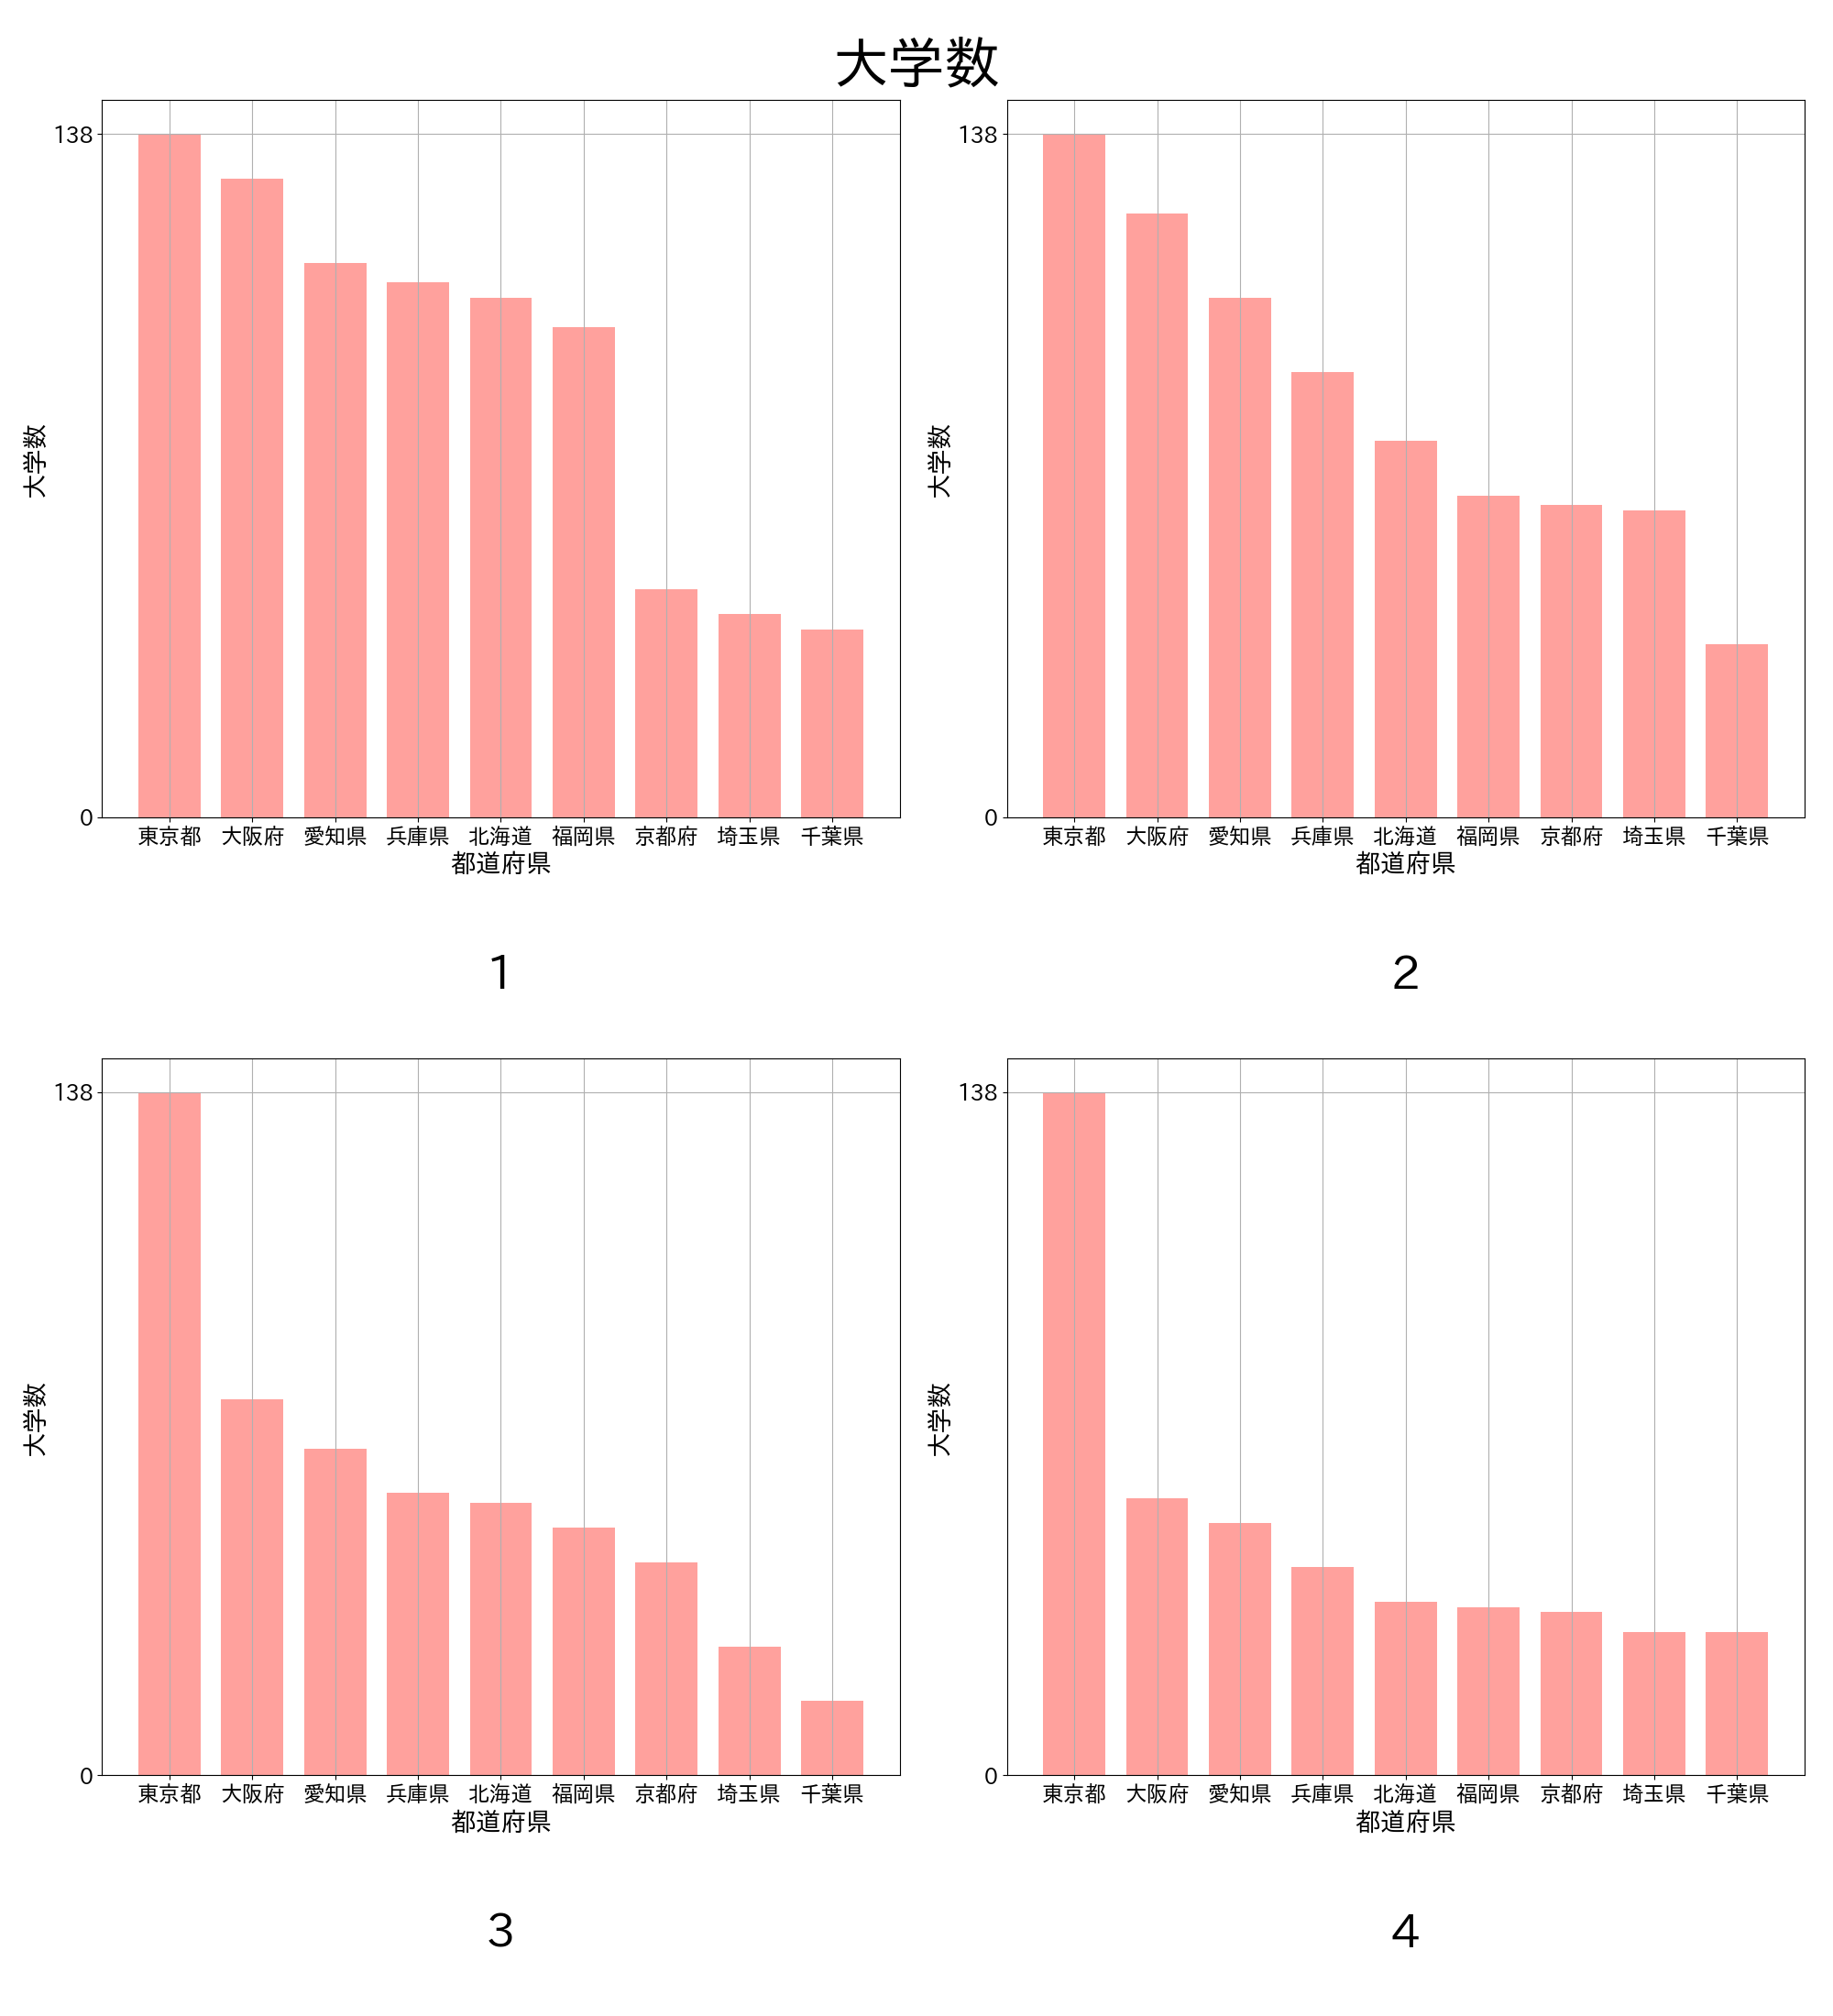 大学数
138
0
大学数
東京都 大阪府 愛知県 兵庫県 北海道 福岡県 京都府 埼玉県 千葉県
都道府県
1
138
0
大学数
東京都 大阪府 愛知県 兵庫県 北海道 福岡県 京都府 埼玉県 千葉県
都道府県
2
138
0
大学数
東京都 大阪府 愛知県 兵庫県 北海道 福岡県 京都府 埼玉県 千葉県
都道府県
3
138
0
大学数
東京都 大阪府 愛知県 兵庫県 北海道 福岡県 京都府 埼玉県 千葉県
都道府県
4